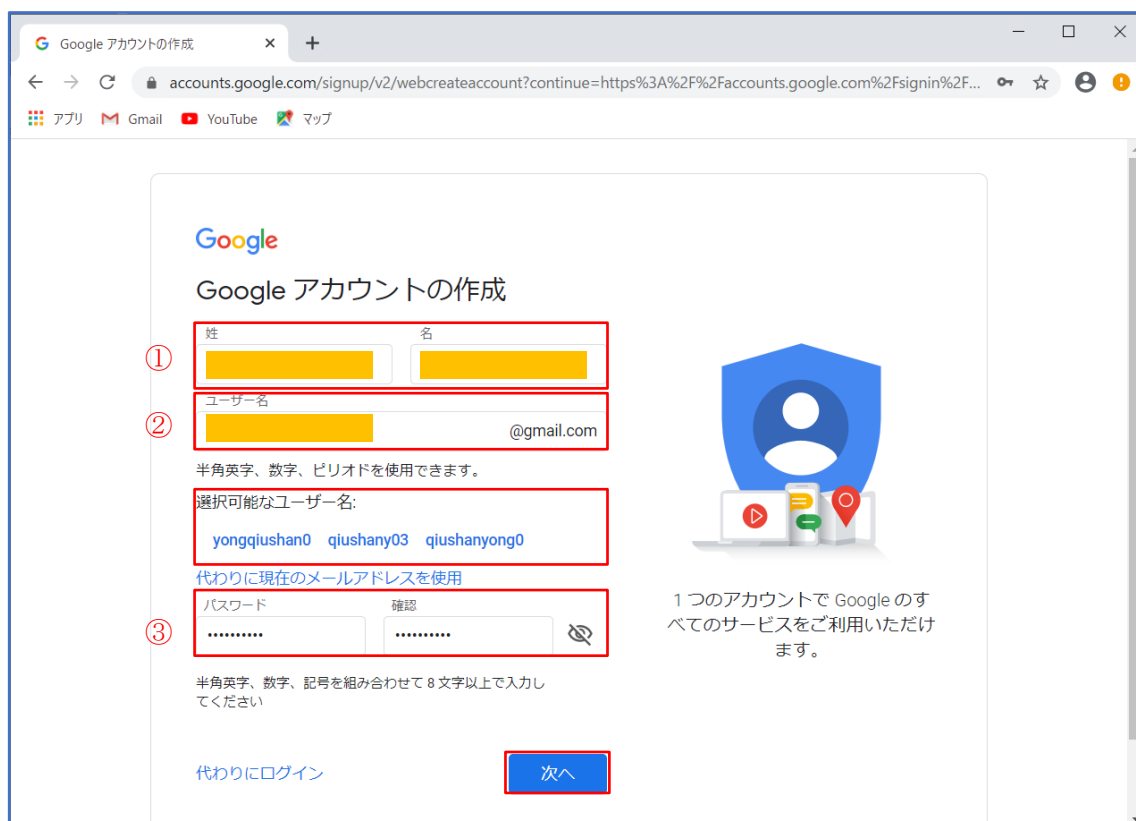 Google アカウントの作成
accounts.google.com/signup/v2/webcreateaccount?continue=https%3A%2F%2Faccounts.google.com%2Fsignin%2F...
アプリ Gmail YouTube マップ
Google
Google アカウントの作成
① 姓 名
② ユーザー名
@gmail.com
半角英字、数字、ピリオドを使用できます。
選択可能なユーザー名:
yongqiushan0 qiushany03 qiushanyong0
代わりに現在のメールアドレスを使用
③ パスワード 確認
半角英字、数字、記号を組み合わせて 8 文字以上で入力し
てください
代わりにログイン 次へ
1 つのアカウントで Google のす
べてのサービスをご利用いただけ
ます。